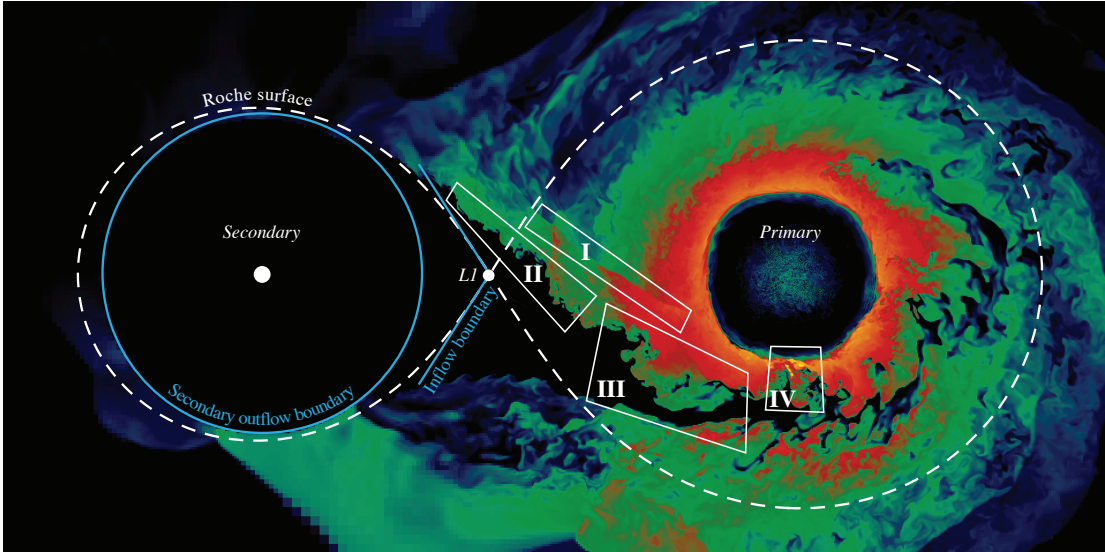 Roche surface
Secondary
Primary
I
II
L1
Inflow boundary
III
IV
Secondary outflow boundary